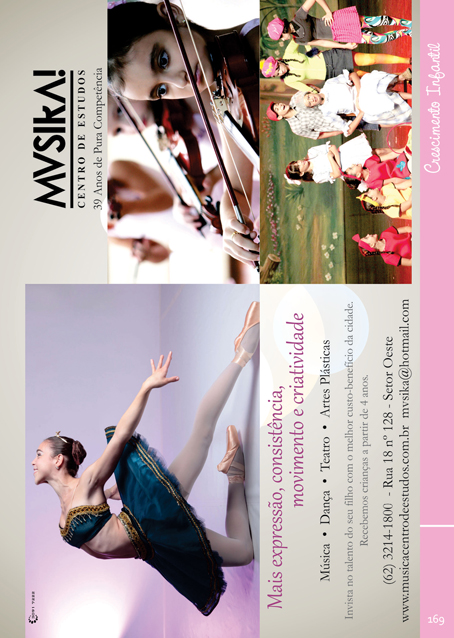 MVSIKA!
CENTRO DE ESTUDOS
39 Anos de Pura Competência
Mais expressão, consistência,
movimento e criatividade
Música • Dança • Teatro • Artes Plásticas
Invista no talento do seu filho com o melhor custo-benefício da cidade.
Recebemos crianças a partir de 4 anos.
(62) 3214-1800 - Rua 18 nº 128 - Setor Oeste
www.musicacentrodeestudos.com.br mvsika@hotmail.com
Crescimento Infantil
169